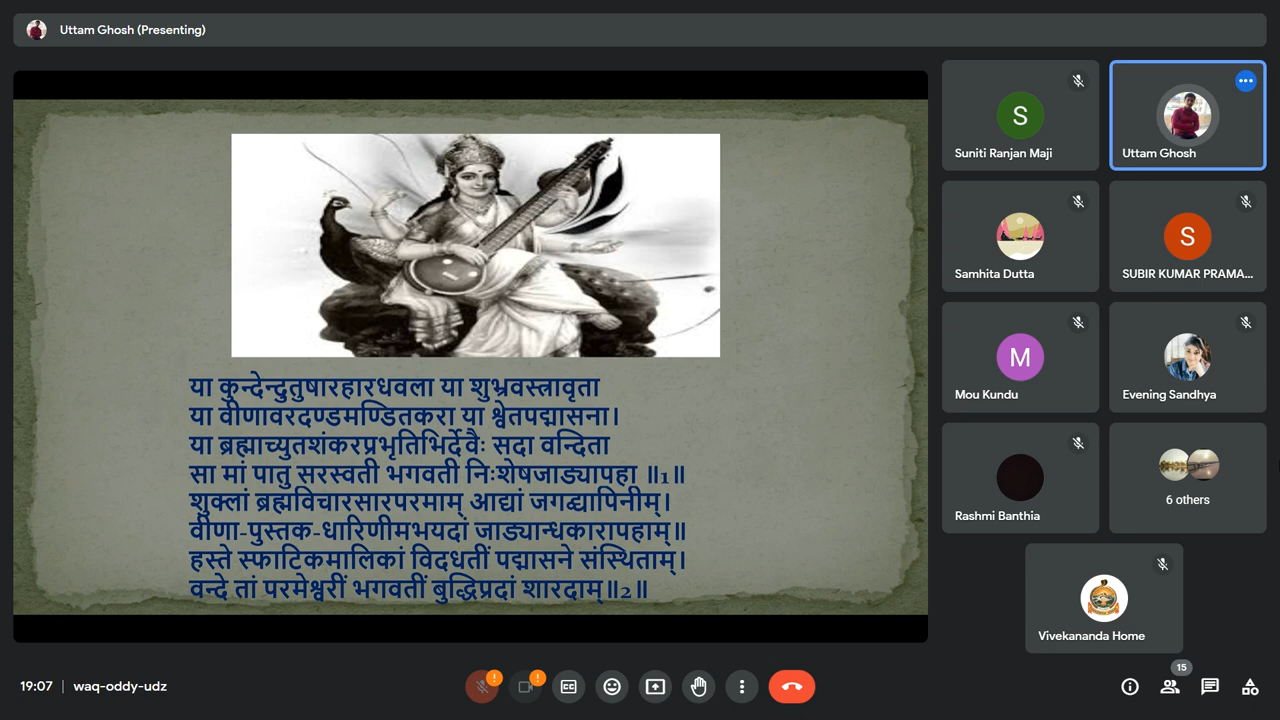 Uttam Ghosh (Presenting)
या कुन्देन्दुतुषारहारधवला या शुभ्रवस्त्रावृता
या वीणावरदण्डमण्डितकरा या श्वेतपद्मासना।
या ब्रह्माच्युतशंकरप्रभृतिभिर्देवैः सदा वन्दिता
सा मां पातु सरस्वती भगवती निःशेषजाड्यापहा ॥1॥
शुक्लां ब्रह्मविचारसारपरमाम् आद्यां जगद्व्यापिनीम्।
वीणा-पुस्तक-धारिणीमभयदां जाड्यान्धकारापहाम्॥
हस्ते स्फाटिकमालिकां विदधतीं पद्मासने संस्थिताम्।
वन्दे तां परमेश्वरीं भगवतीं बुद्धिप्रदां शारदाम्॥2॥
S
Suniti Ranjan Maji
Uttam Ghosh
Samhita Dutta
S
SUBIR KUMAR PRAMA...
M
Mou Kundu
Evening Sandhya
Rashmi Banthia
6 others
Vivekananda Home
19:07 | waq-oddy-udz
CC
15